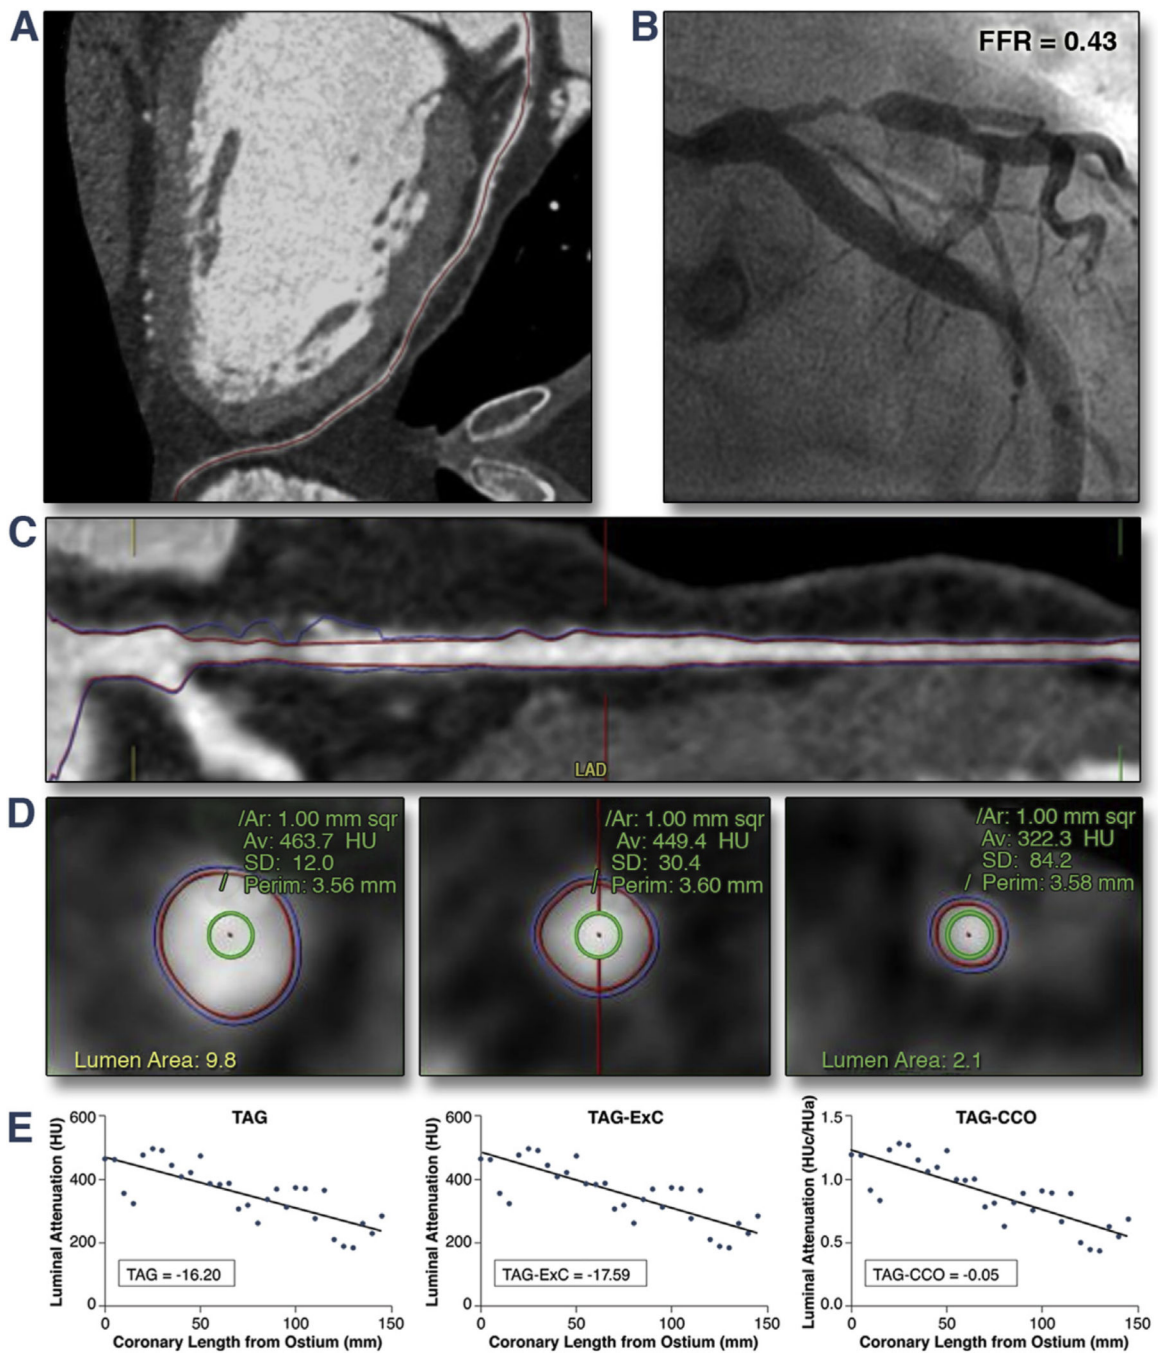 A
B
FFR = 0.43
C
LAD
D
/Ar: 1.00 mm sqr
Av: 463.7 HU
SD: 12.0
/ Perim: 3.56 mm
Lumen Area: 9.8
/Ar: 1.00 mm sqr
Av: 449.4 HU
SD: 30.4
/ Perim: 3.60 mm
/Ar: 1.00 mm sqr
Av: 322.3 HU
SD: 84.2
/ Perim: 3.58 mm
Lumen Area: 2.1
E
TAG
Luminal Attenuation (HU)
600
400
200
0
TAG = -16.20
0
50
100
150
Coronary Length from Ostium (mm)
TAG-ExC
Luminal Attenuation (HU)
600
400
200
0
TAG-ExC = -17.59
0
50
100
150
Coronary Length from Ostium (mm)
TAG-CCO
Luminal Attenuation (HUc/HUa)
1.5
1.0
0.5
0.0
TAG-CCO = -0.05
0
50
100
150
Coronary Length from Ostium (mm)